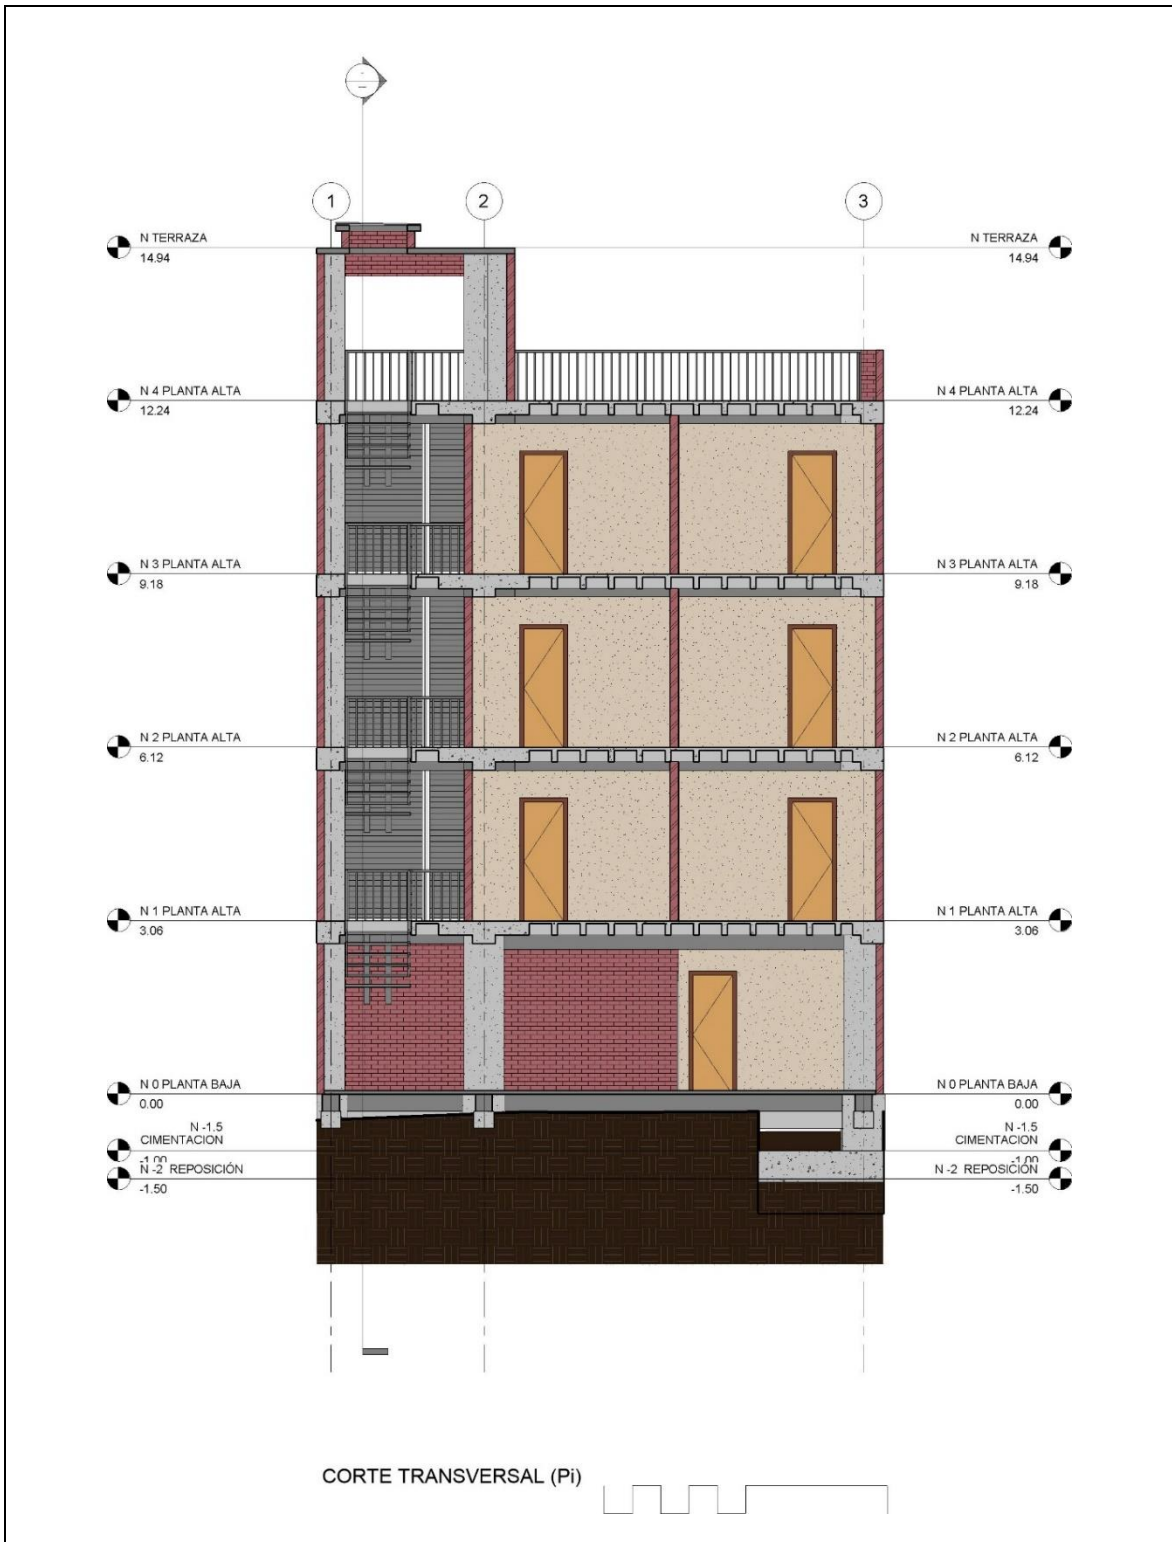 1
2
3
N TERRAZA
14.94
N TERRAZA
14.94
N 4 PLANTA ALTA
12.24
N 4 PLANTA ALTA
12.24
N 3 PLANTA ALTA
9.18
N 3 PLANTA ALTA
9.18
N 2 PLANTA ALTA
6.12
N 2 PLANTA ALTA
6.12
N 1 PLANTA ALTA
3.06
N 1 PLANTA ALTA
3.06
N 0 PLANTA BAJA
0.00
N 0 PLANTA BAJA
0.00
N -1.5
CIMENTACION
-1.00
N -1.5
CIMENTACION
-1.00
N -2 REPOSICIÓN
-1.50
N -2 REPOSICIÓN
-1.50
CORTE TRANSVERSAL (Pi)